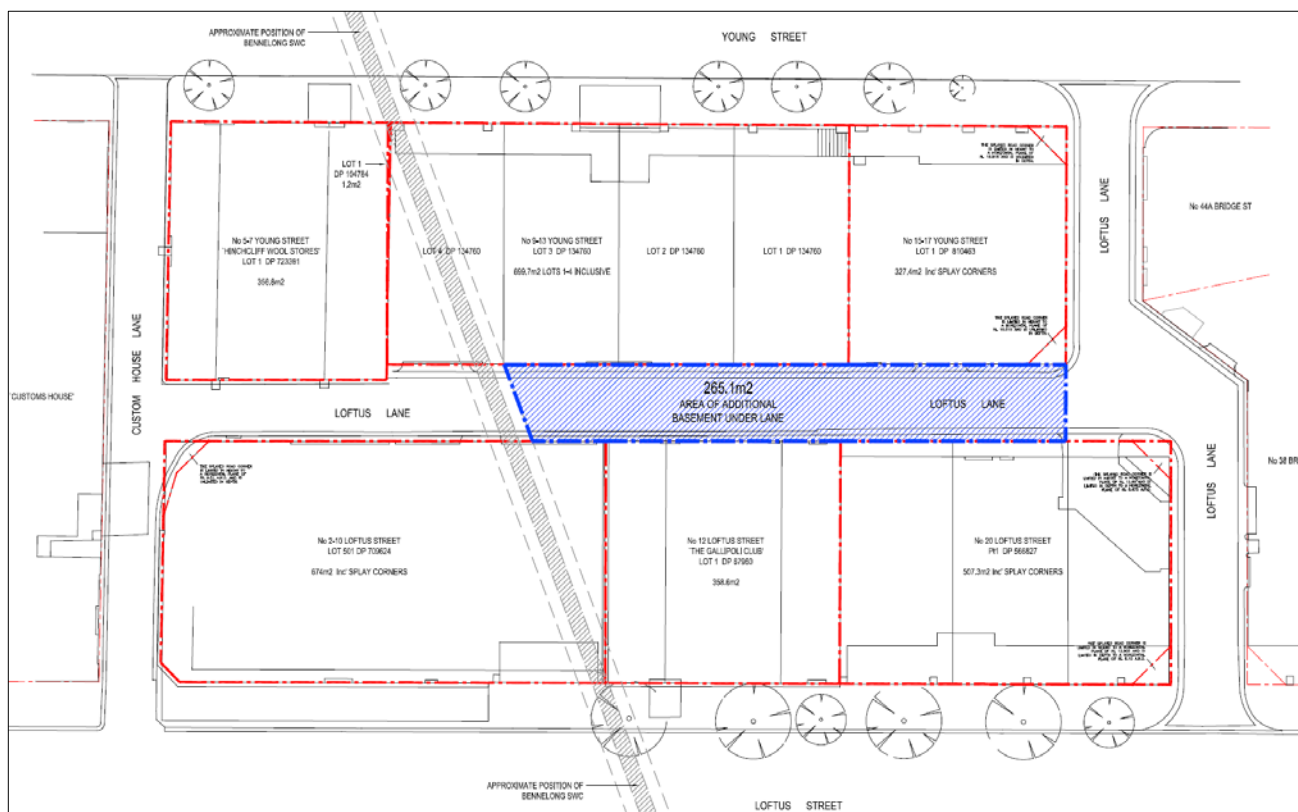 APPROXIMATE POSITION OF
BENNELONG SWC
YOUNG STREET
LOT 1
DP 104784
1.2m2
No 5-7 YOUNG STREET
'HINCHCLIFF WOOL STORES'
LOT 1 DP 723381
LOT 4 DP 134760
No 9-13 YOUNG STREET
LOT 3 DP 134760
699.7m2 LOTS 1-4 INCLUSIVE
LOT 2 DP 134760
LOT 1 DP 134760
No 15-17 YOUNG STREET
LOT 1 DP 810463
327.4m2 Inc' SPLAY CORNERS
LOFTUS LANE
No 44A BRIDGE ST
'CUSTOMS HOUSE'
CUSTOM HOUSE LANE
LOFTUS LANE
265.1m2
AREA OF ADDITIONAL
BASEMENT UNDER LANE
LOFTUS LANE
LOFTUS LANE
No 2-10 LOFTUS STREET
LOT 501 DP 709624
674m2 Inc' SPLAY CORNERS
No 12 LOFTUS STREET
'THE GALLIPOLI CLUB'
LOT 1 DP 87960
358.6m2
No 20 LOFTUS STREET
Pt1 DP 566827
507.3m2 Inc' SPLAY CORNERS
No 38 BR
APPROXIMATE POSITION OF
BENNELONG SWC
LOFTUS STREET